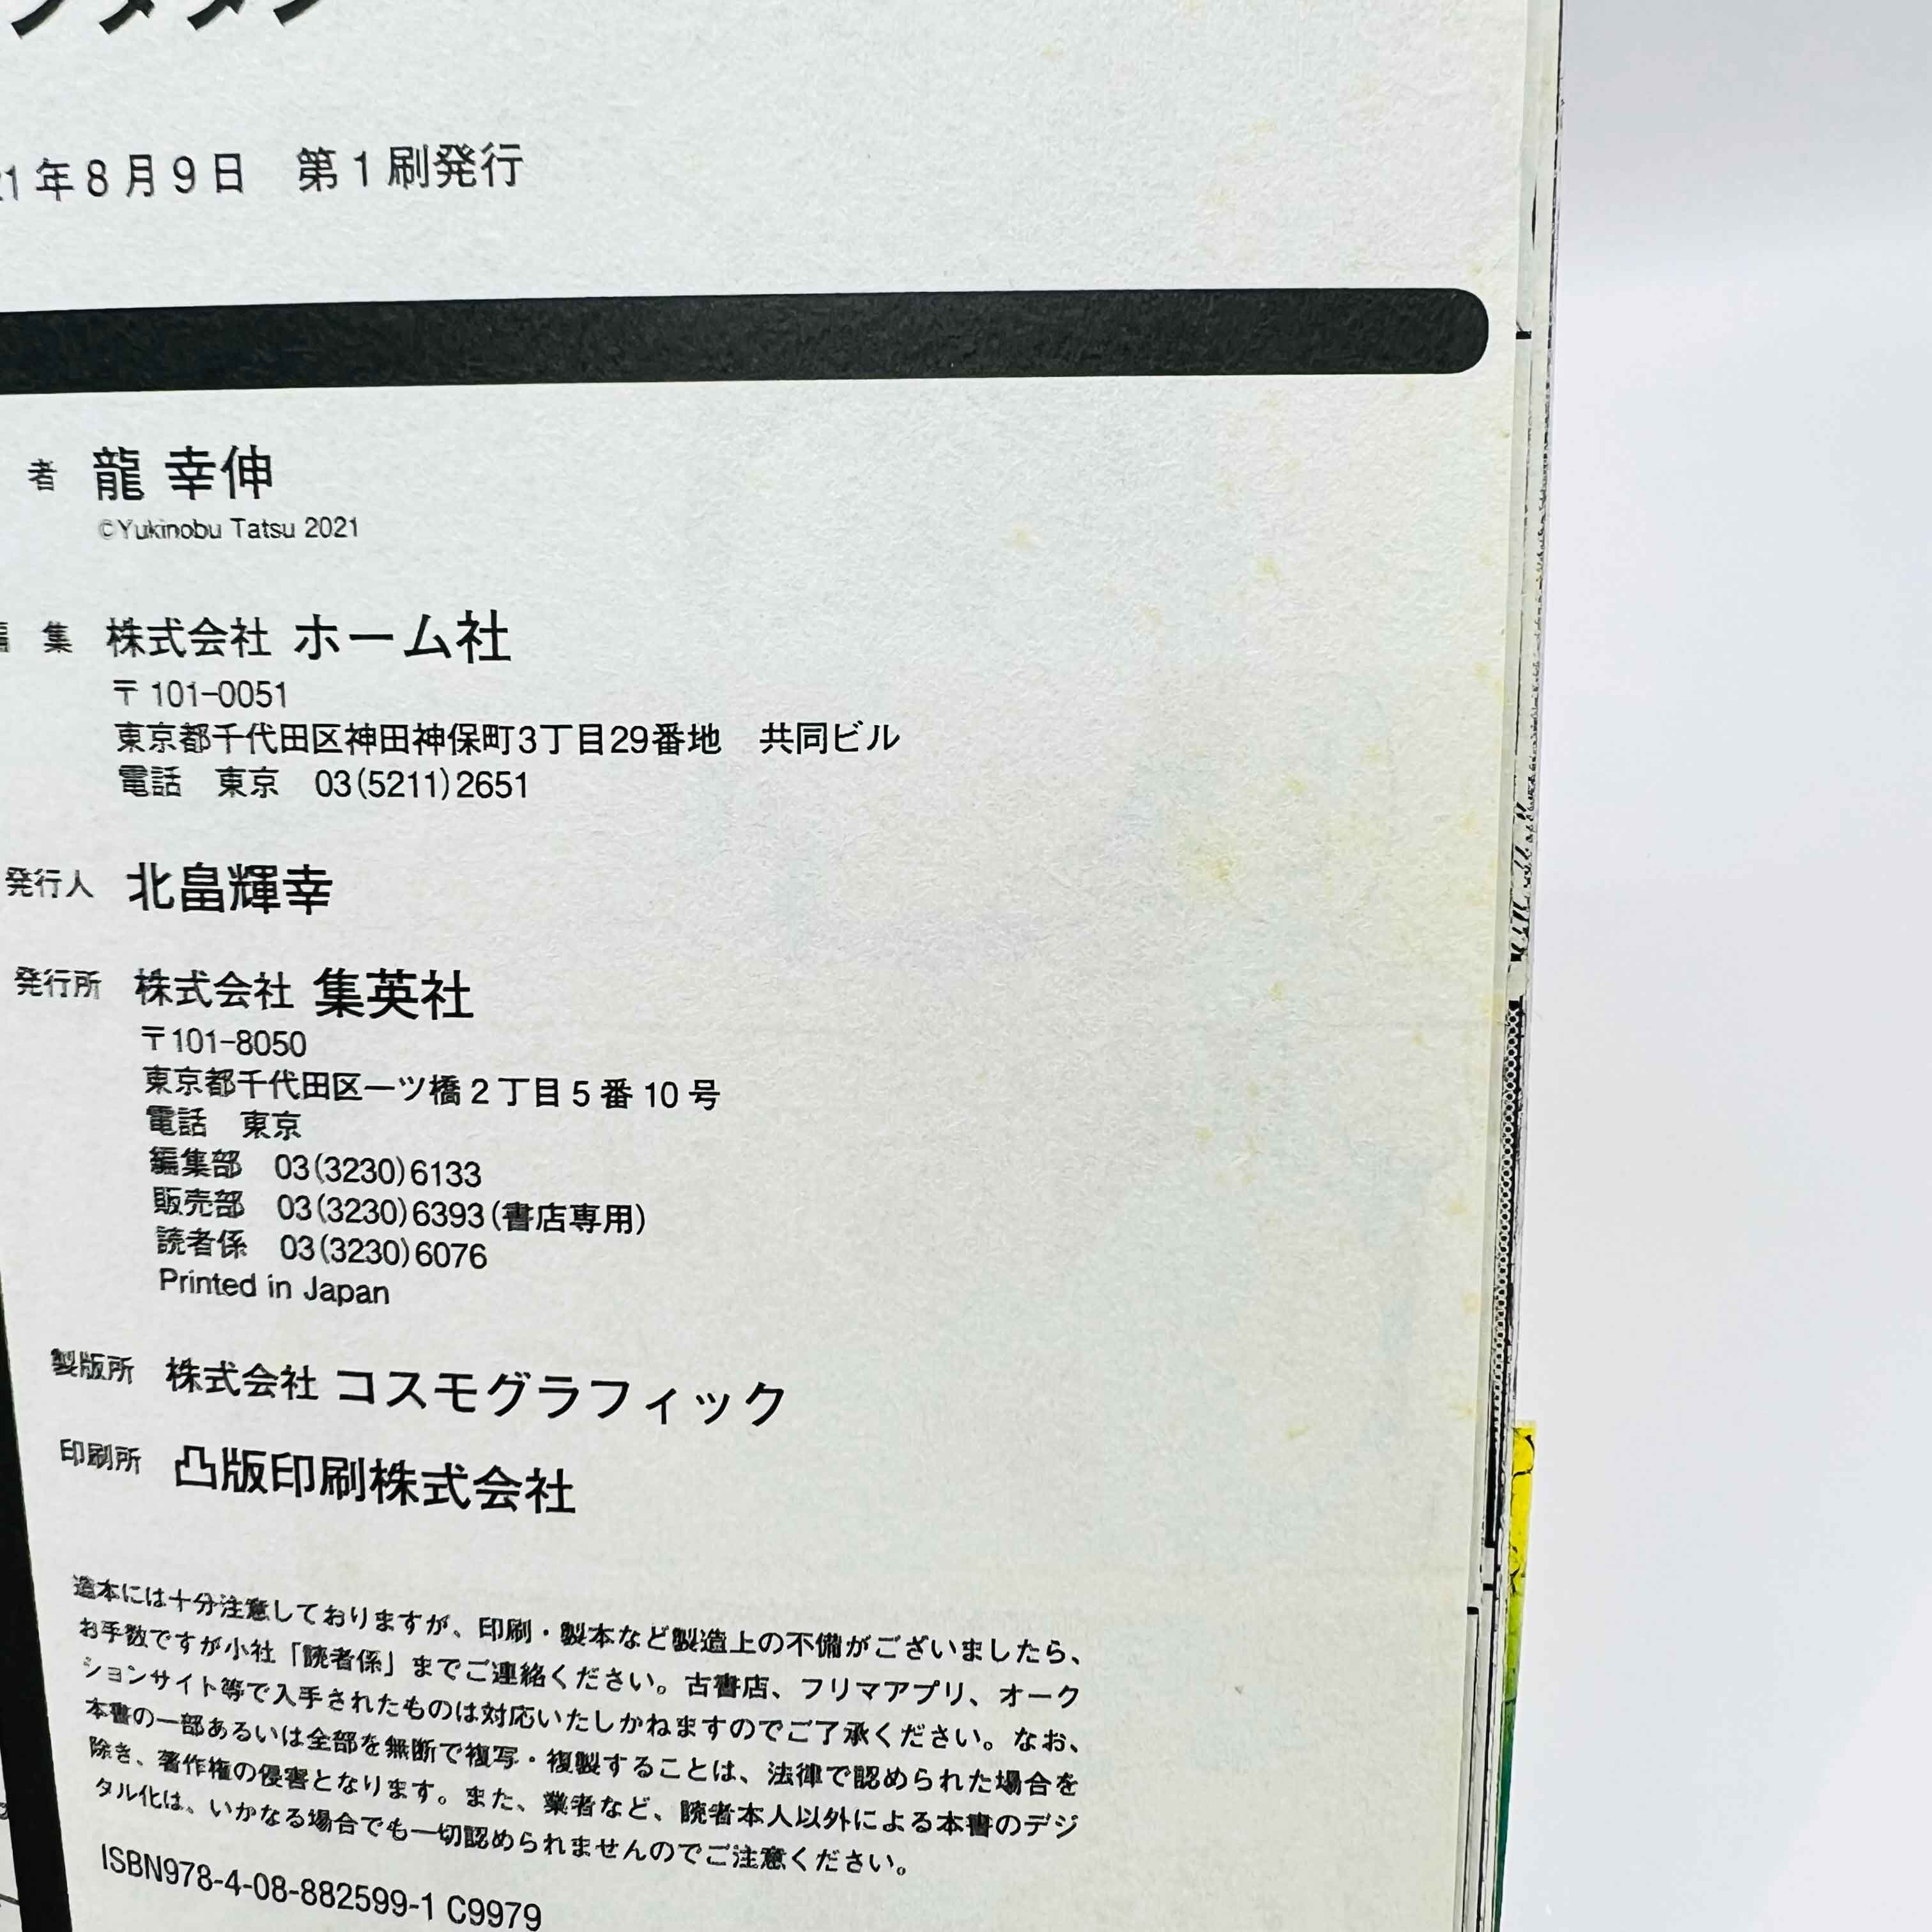 1年8月9日 第1刷発行
者 龍 幸伸
©Yukinobu Tatsu 2021
集 株式会社 ホーム社
〒101-0051
東京都千代田区神田神保町3丁目29番地 共同ビル
電話 東京 03(5211)2651
発行人 北畠輝幸
発行所 株式会社 集英社
〒101-8050
東京都千代田区一ツ橋2丁目5番10号
電話 東京
編集部 03(3230)6133
販売部 03(3230)6393(書店専用)
読者係 03(3230)6076
Printed in Japan
製版所 株式会社 コスモグラフィック
印刷所 凸版印刷株式会社
造本には十分注意しておりますが、印刷・製本など製造上の不備がございましたら、
お手数ですが小社「読者係」までご連絡ください。古書店、フリマアプリ、オーク
ションサイト等で入手されたものは対応いたしかねますのでご了承ください。なお、
本書の一部あるいは全部を無断で複写・複製することは、法律で認められた場合を
除き、著作権の侵害となります。また、業者など、読者本人以外による本書のデジ
タル化は、いかなる場合でも一切認められませんのでご注意ください。
ISBN978-4-08-882599-1 C9979